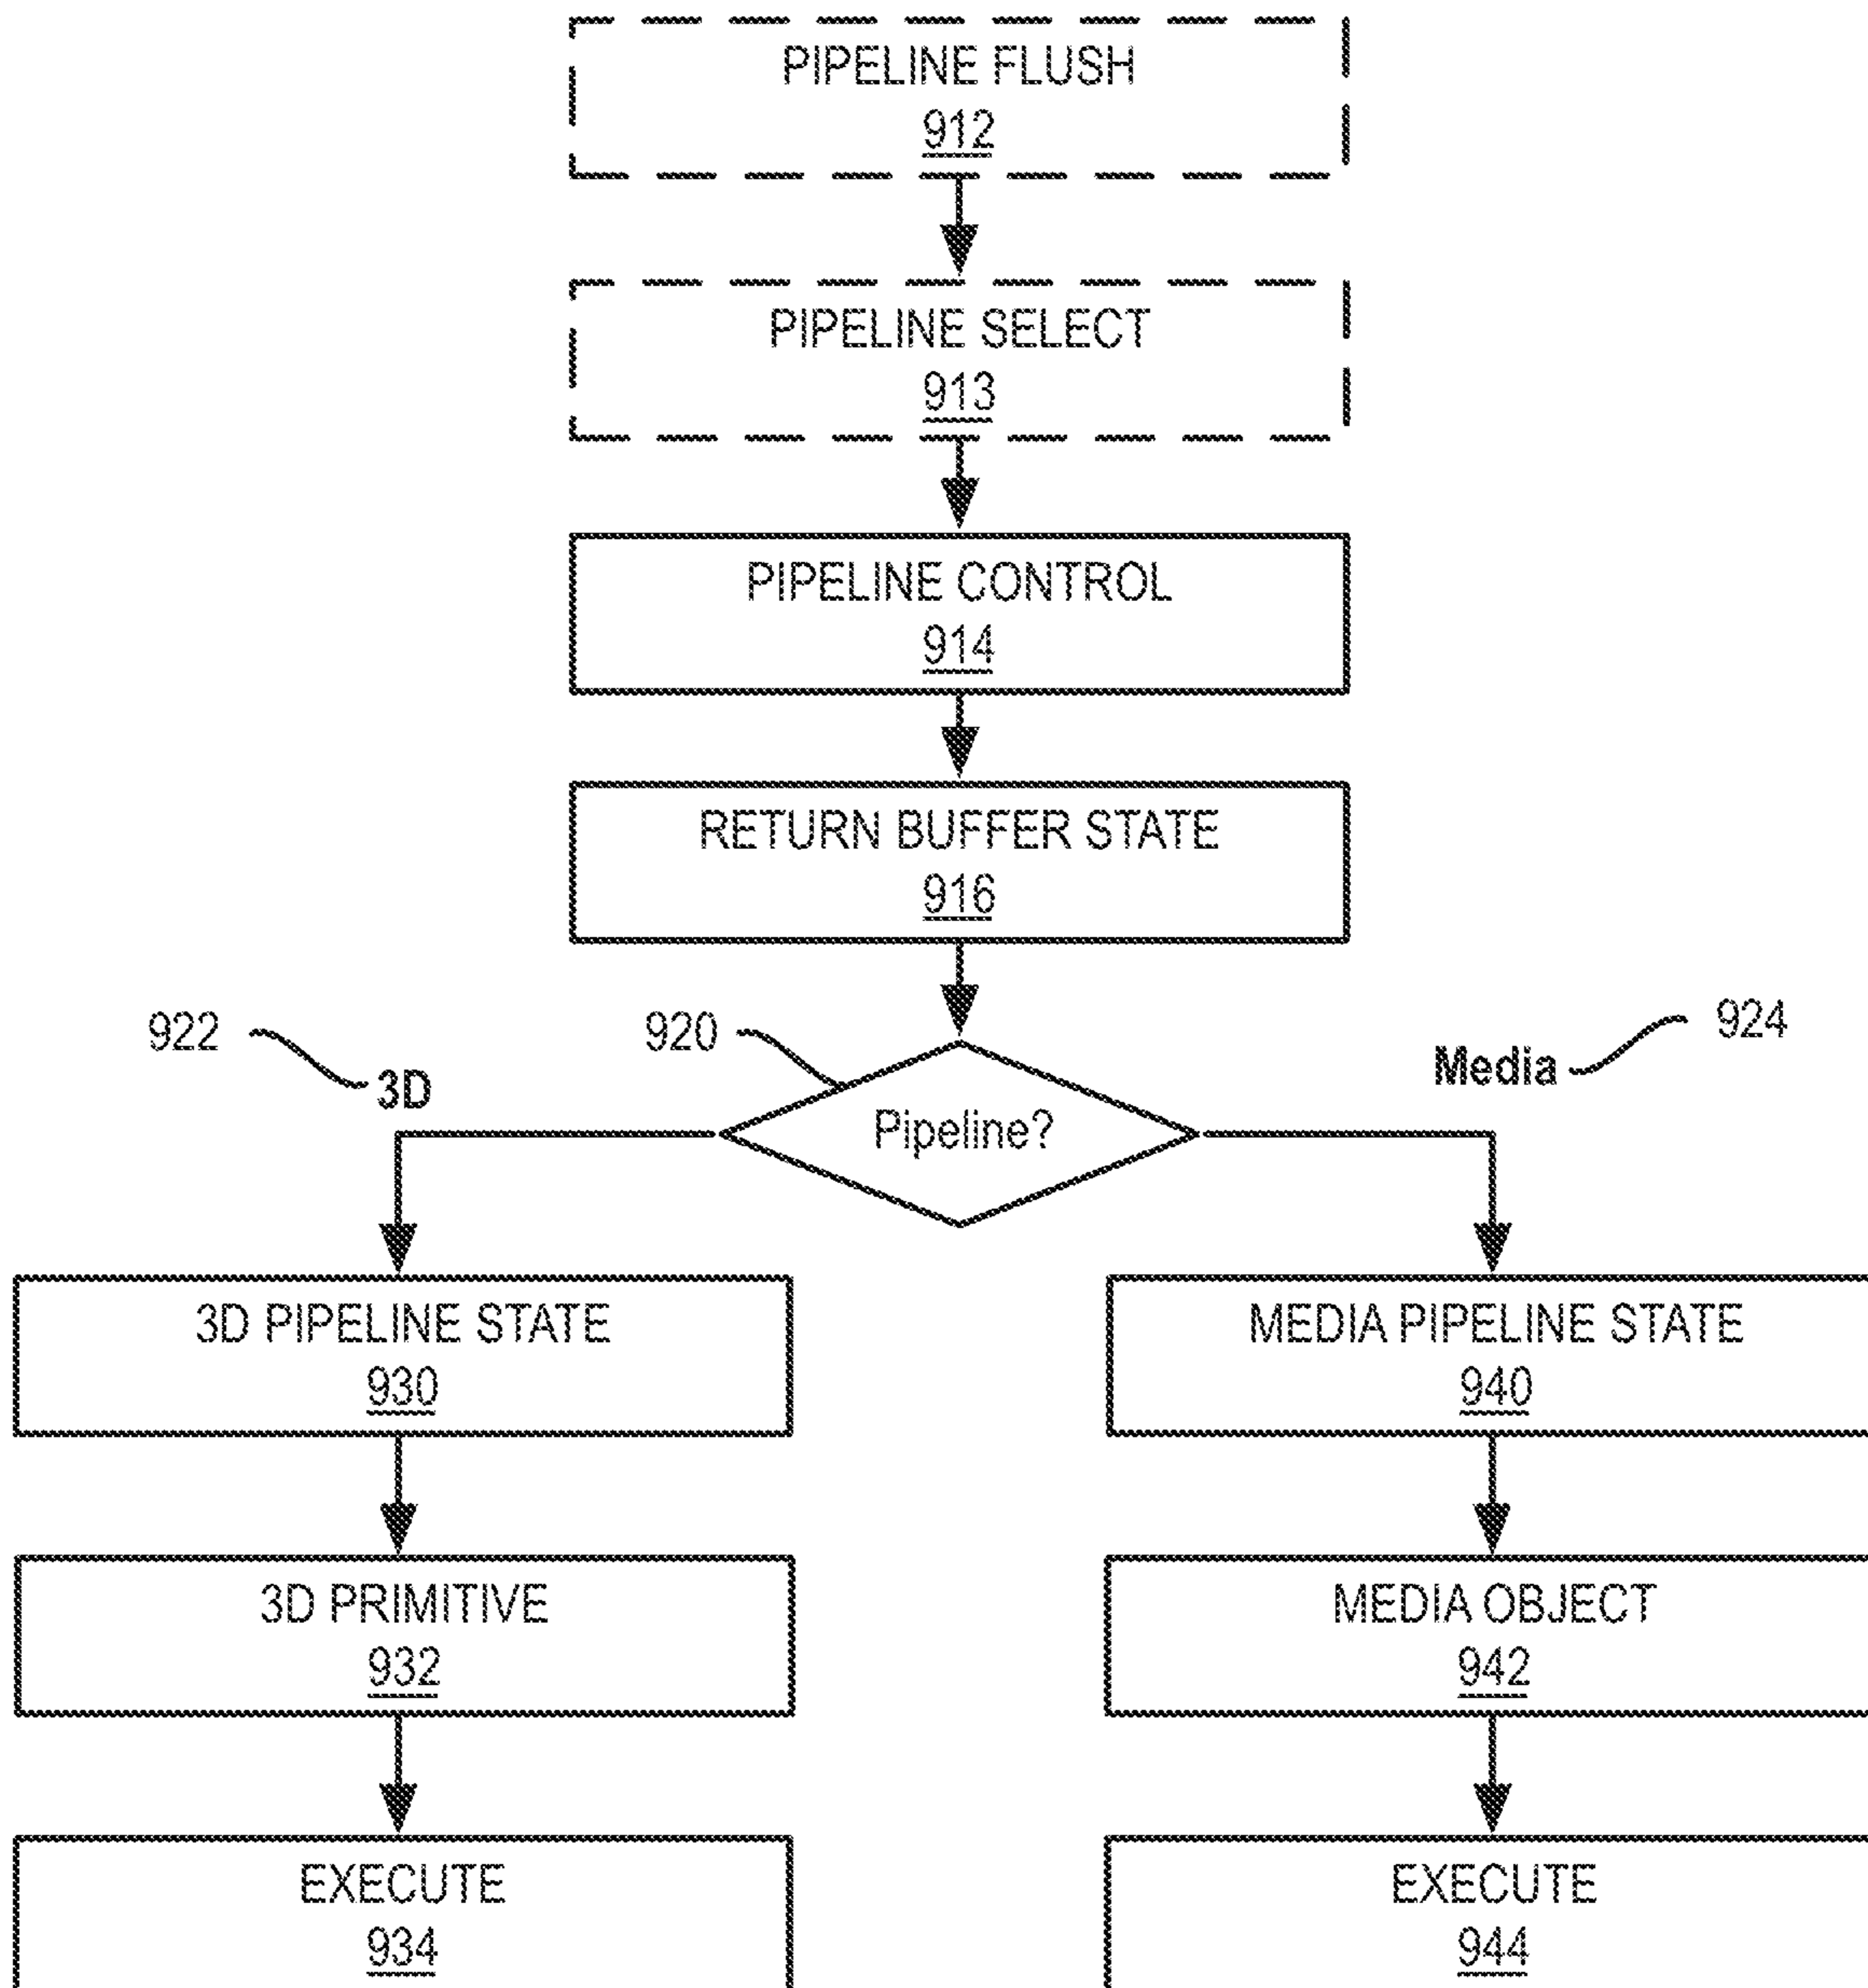 PIPELINE FLUSH
912
PIPELINE SELECT
913
PIPELINE CONTROL
914
RETURN BUFFER STATE
916
922
3D
920
Pipeline?
Media
924
3D PIPELINE STATE
930
MEDIA PIPELINE STATE
940
3D PRIMITIVE
932
MEDIA OBJECT
942
EXECUTE
934
EXECUTE
944